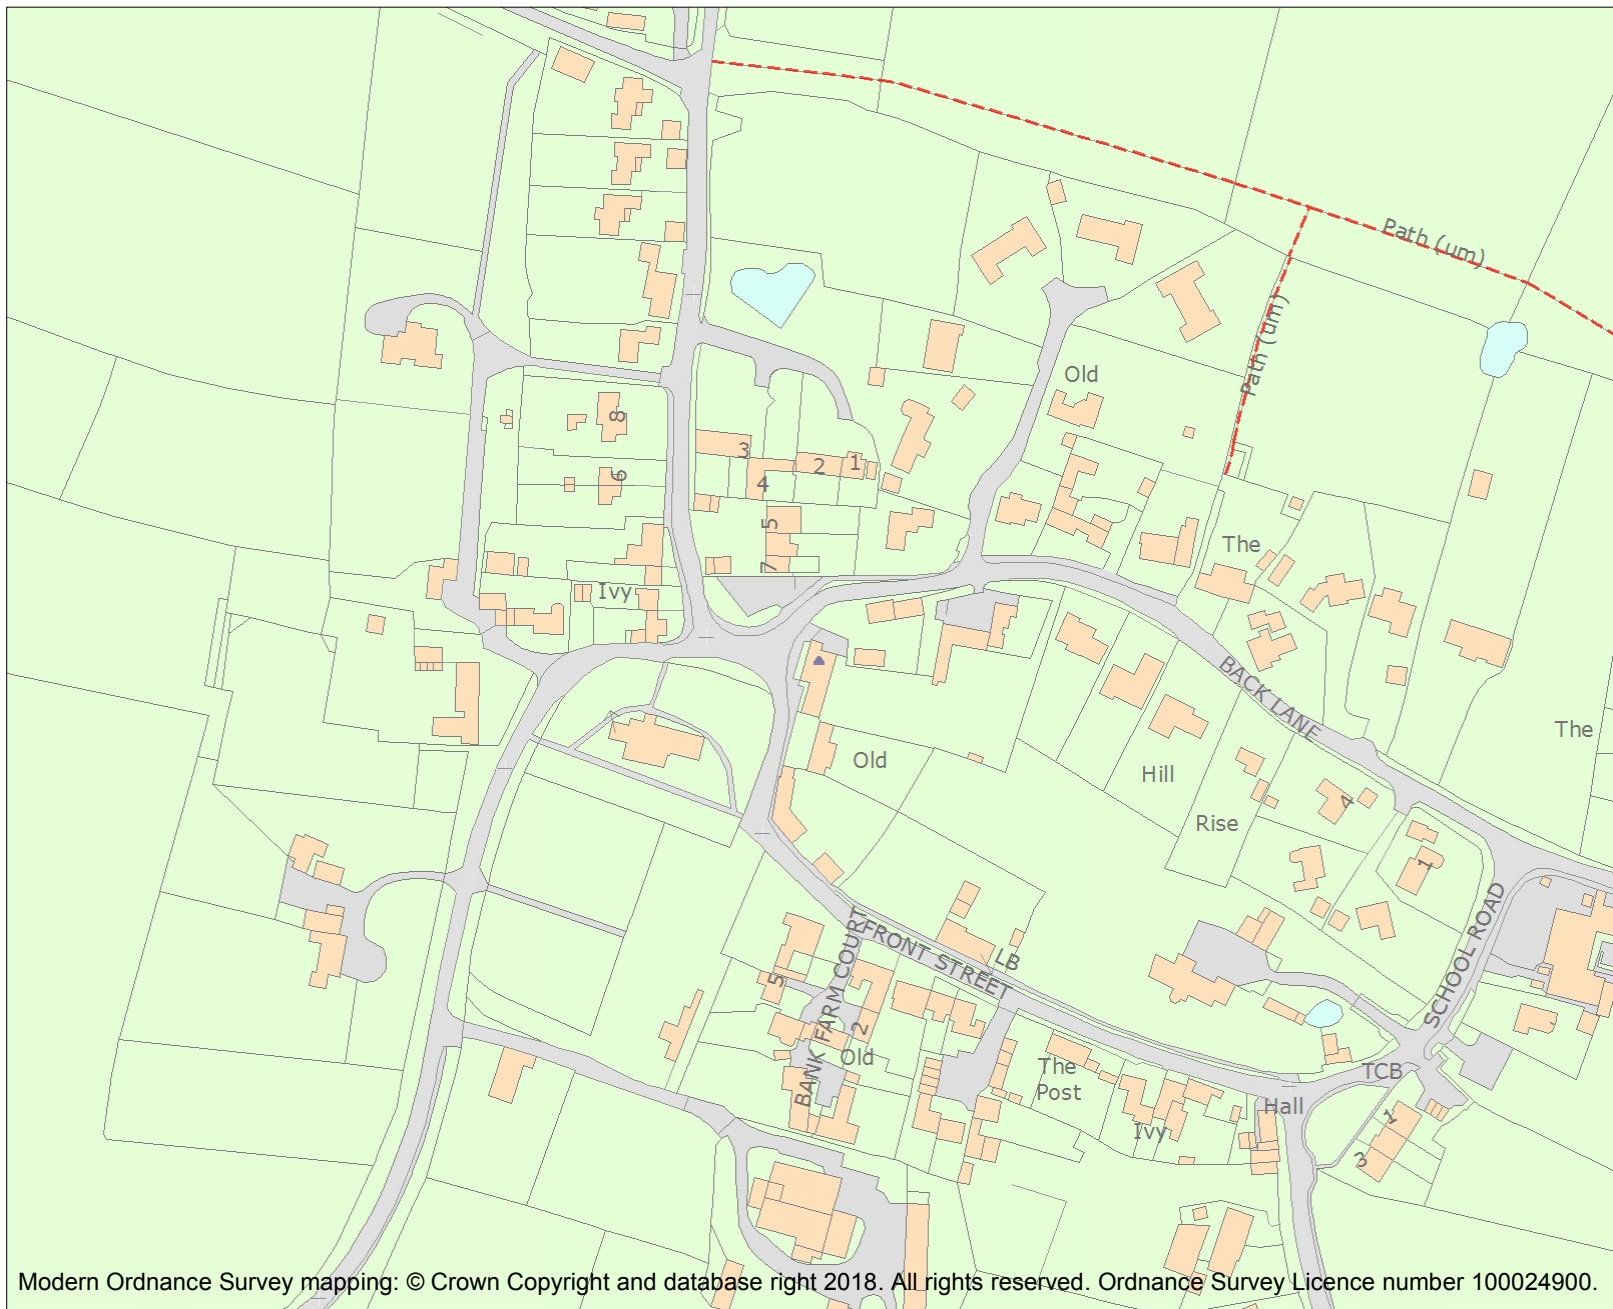 Path (um)
Path (um)
Old
8
6
3
2
1
4
5
7
Ivy
The
BACK LANE
The
Old
Hill
Rise
4
1
SCHOOL ROAD
FRONT STREET
LB
BANK FARM COURT
5
2
Old
The
Post
Ivy
TCB
Hall
1
3
Modern Ordnance Survey mapping: © Crown Copyright and database right 2018. All rights reserved. Ordnance Survey Licence number 100024900.